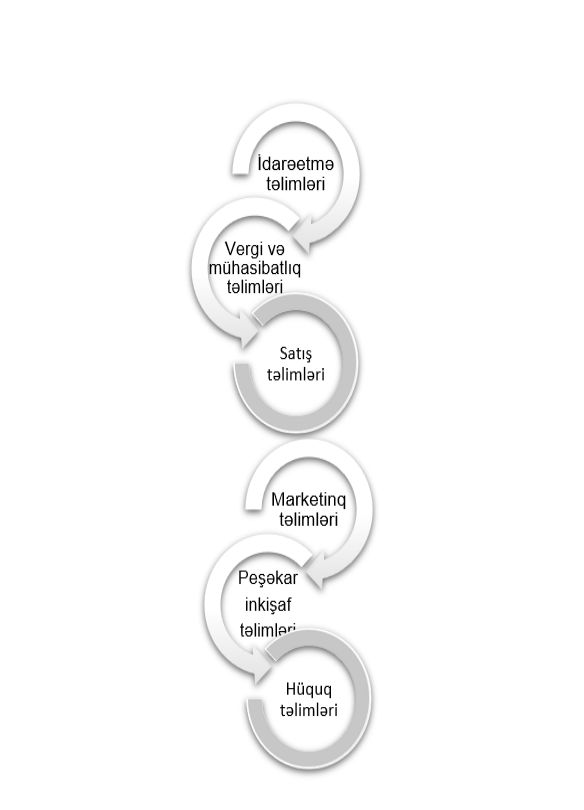 İdarəetmə
təlimləri
Vergi və
mühasibatlıq
təlimləri
Satış
təlimləri
Marketinq
təlimləri
Peşəkar
inkişaf
təlimləri
Hüquq
təlimləri